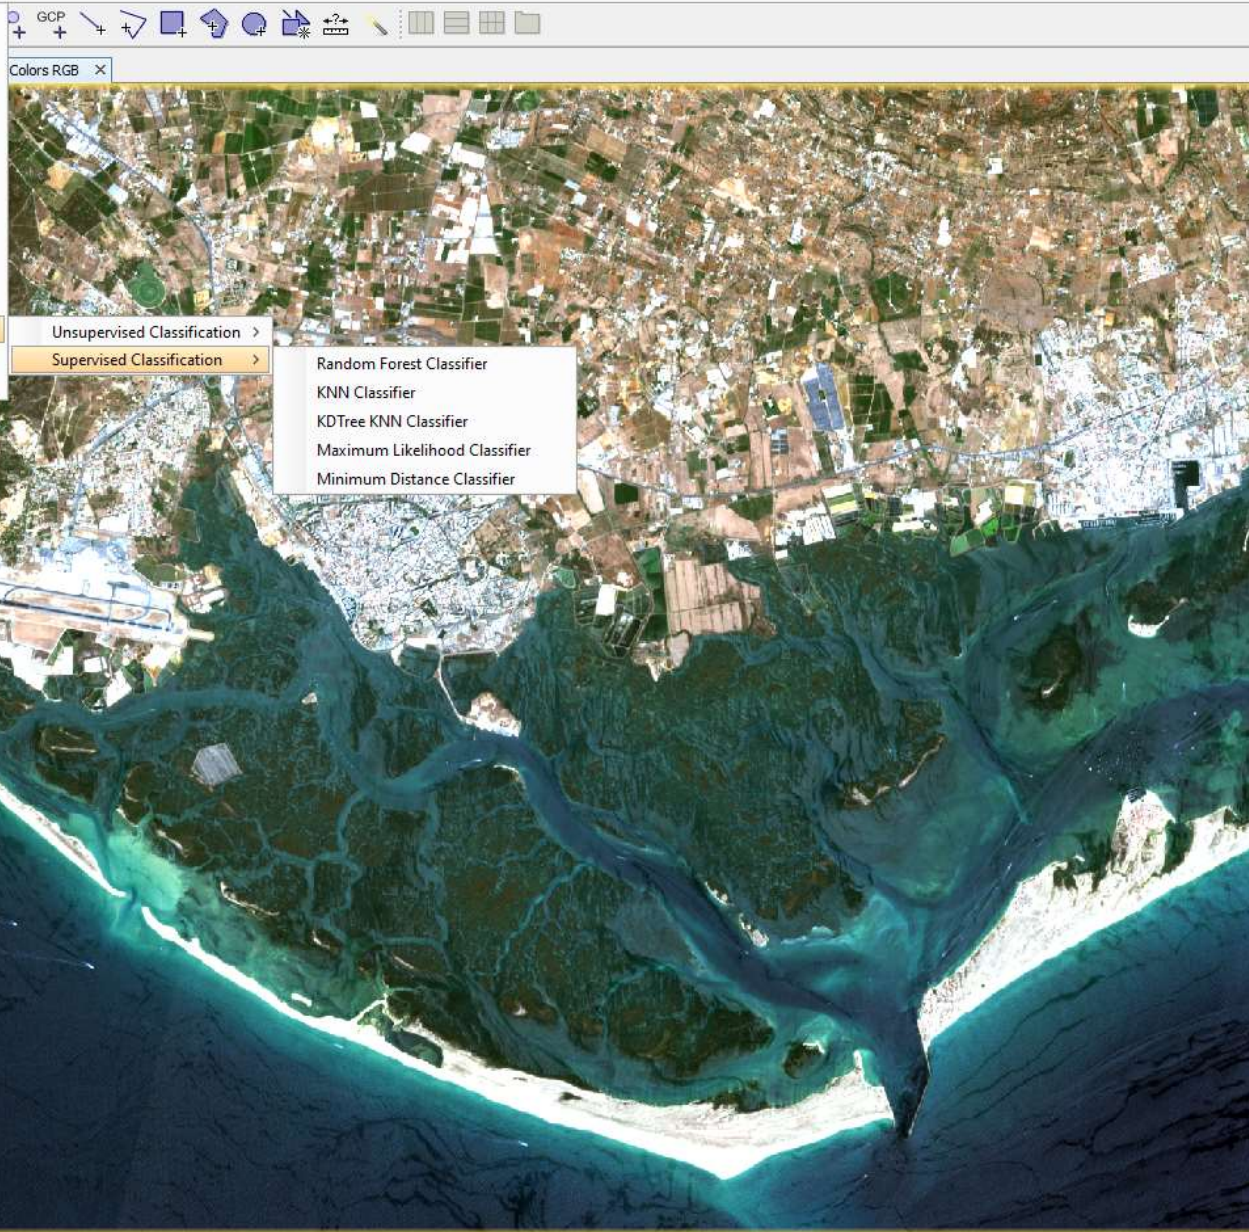 GCP
Colors RGB
Unsupervised Classification
Supervised Classification
Random Forest Classifier
KNN Classifier
KDTree KNN Classifier
Maximum Likelihood Classifier
Minimum Distance Classifier